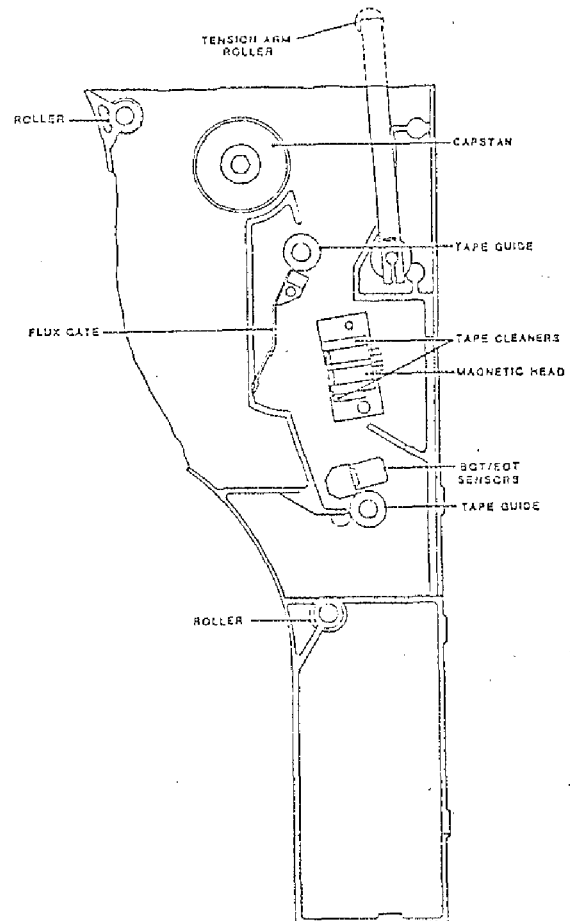 TENSION ARM
ROLLER
ROLLER
CAPSTAN
TAPE GUIDE
FLUX GATE
TAPE CLEANERS
MAGNETIC HEAD
BOT/EOT
SENSORS
TAPE GUIDE
ROLLER